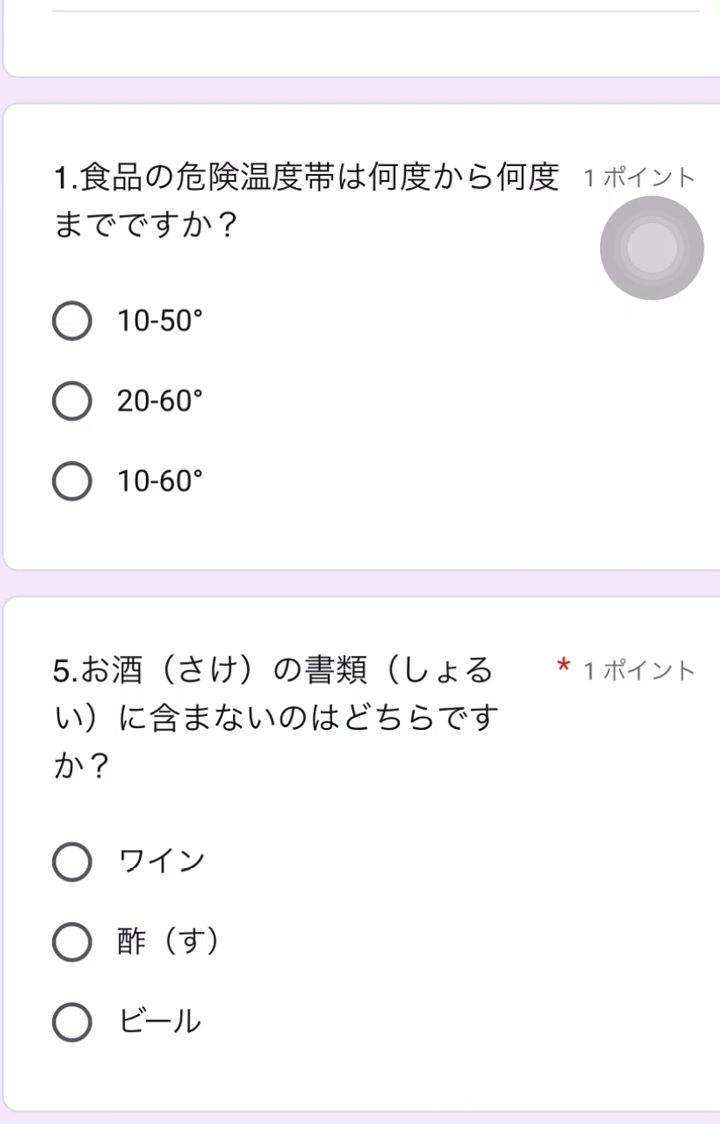 1.食品の危険温度帯は何度から何度 1 ポイント
までですか？
10-50°
20-60°
10-60°
5.お酒（さけ）の書類（しょる * 1 ポイント
い）に含まないのはどちらです
か？
ワイン
酢（す）
ビール